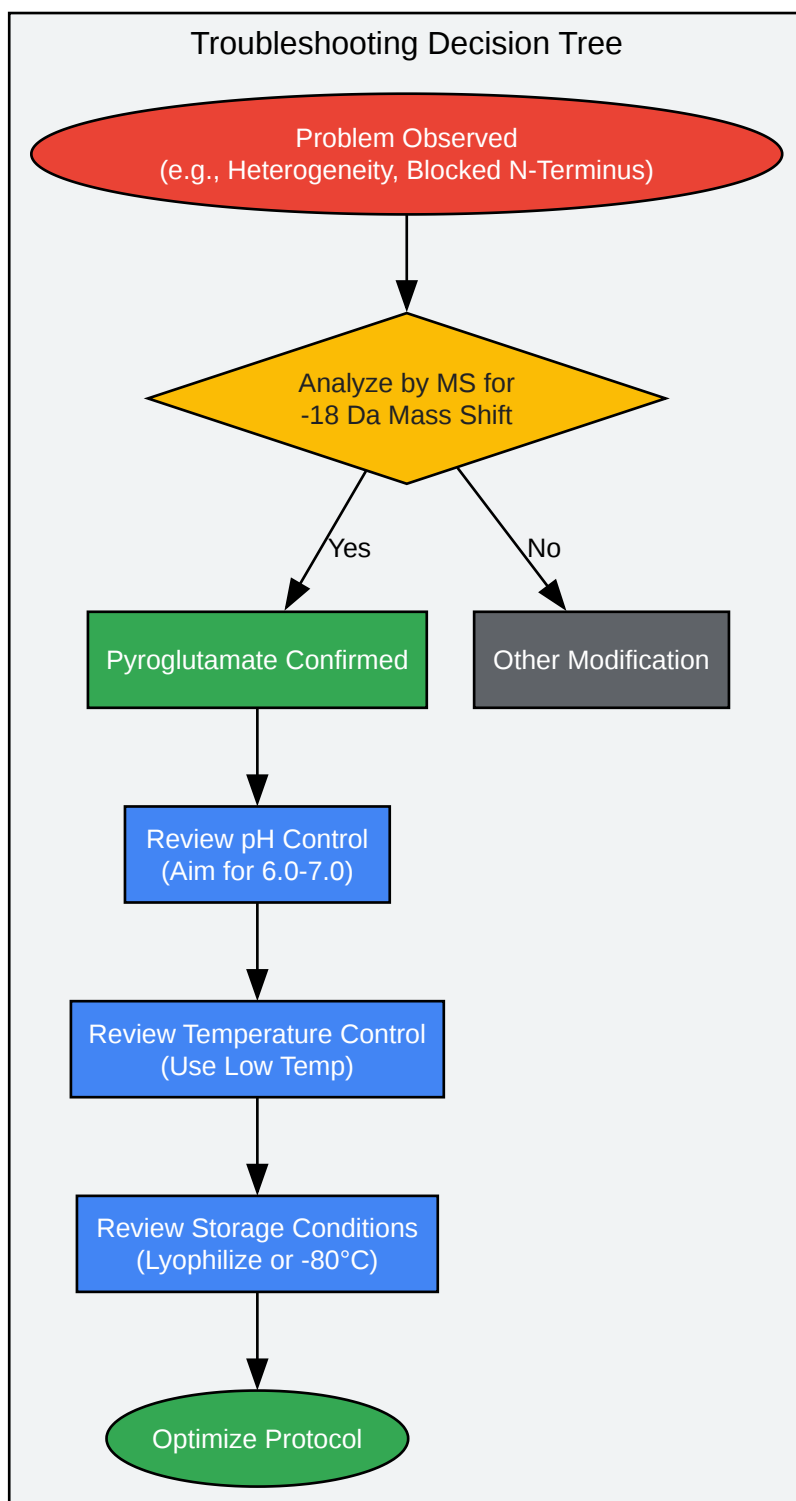 Troubleshooting Decision Tree
Problem Observed
(e.g., Heterogeneity, Blocked N-Terminus)
Analyze by MS for
-18 Da Mass Shift
Yes
No
Pyroglutamate Confirmed
Other Modification
Review pH Control
(Aim for 6.0-7.0)
Review Temperature Control
(Use Low Temp)
Review Storage Conditions
(Lyophilize or -80°C)
Optimize Protocol